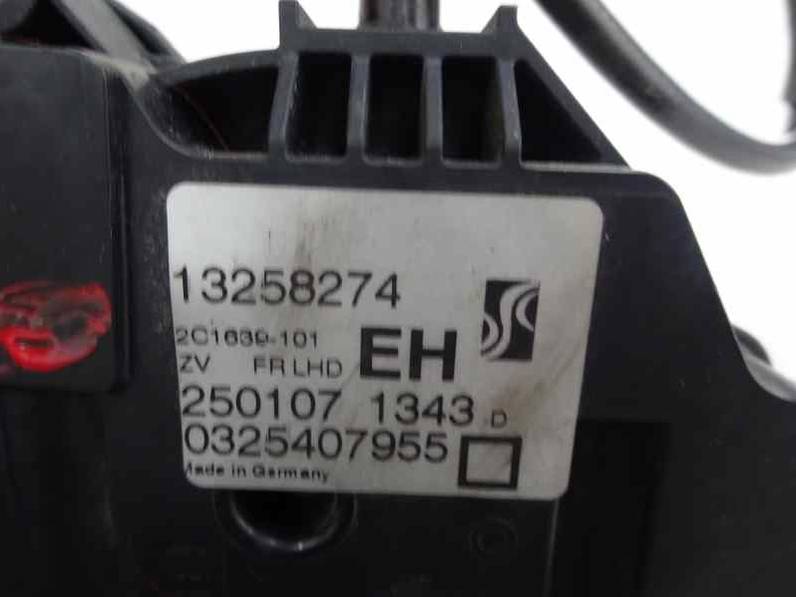 13258274
2C1639-101
EH
ZV FR LHD
250107 1343 D
0325407955
Made in Germany